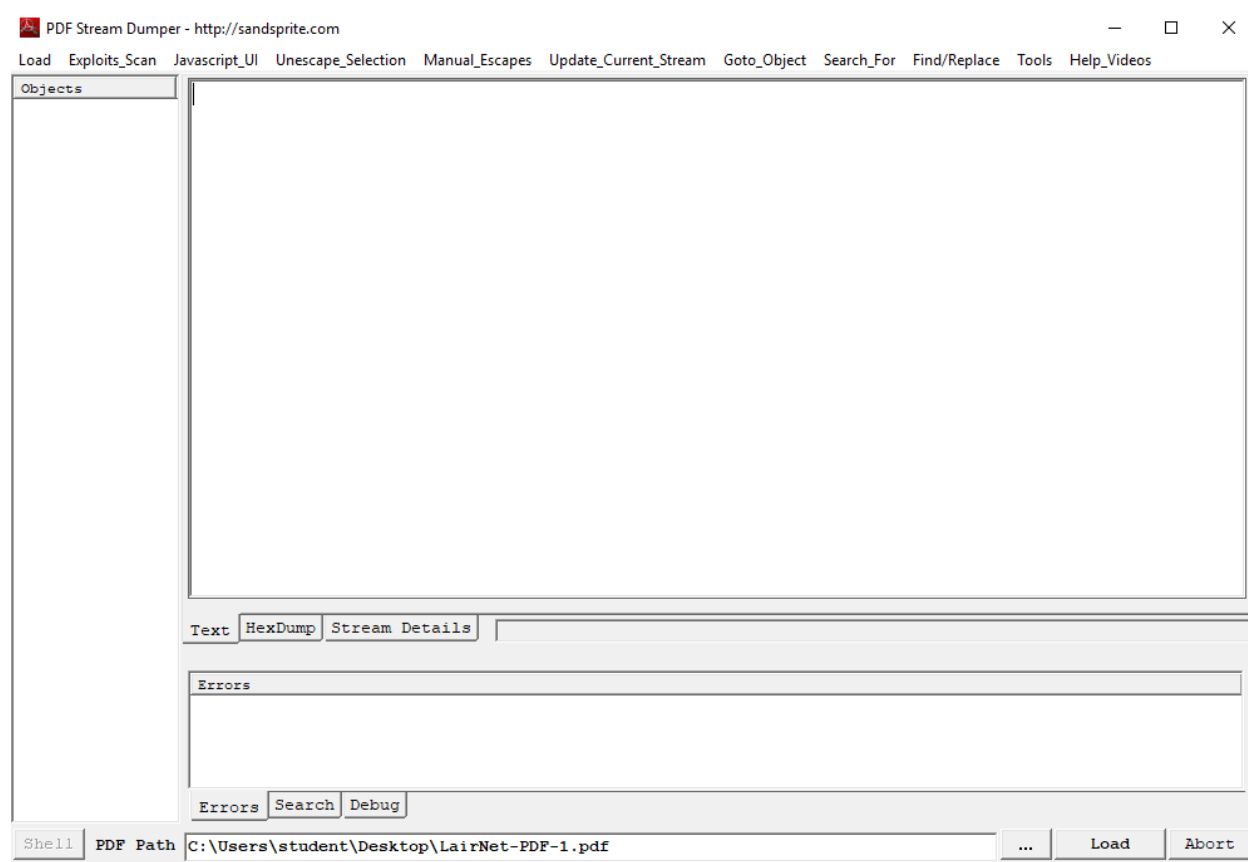 PDF Stream Dumper - http://sandsprite.com
Load Exploits_Scan Javascript_UI Unescape_Selection Manual_Escapes Update_Current_Stream Goto_Object Search_For Find/Replace Tools Help_Videos
Objects
Text HexDump Stream Details
Errors
Errors Search Debug
Shell PDF Path C:\Users\student\Desktop\LairNet-PDF-1.pdf ... Load Abort